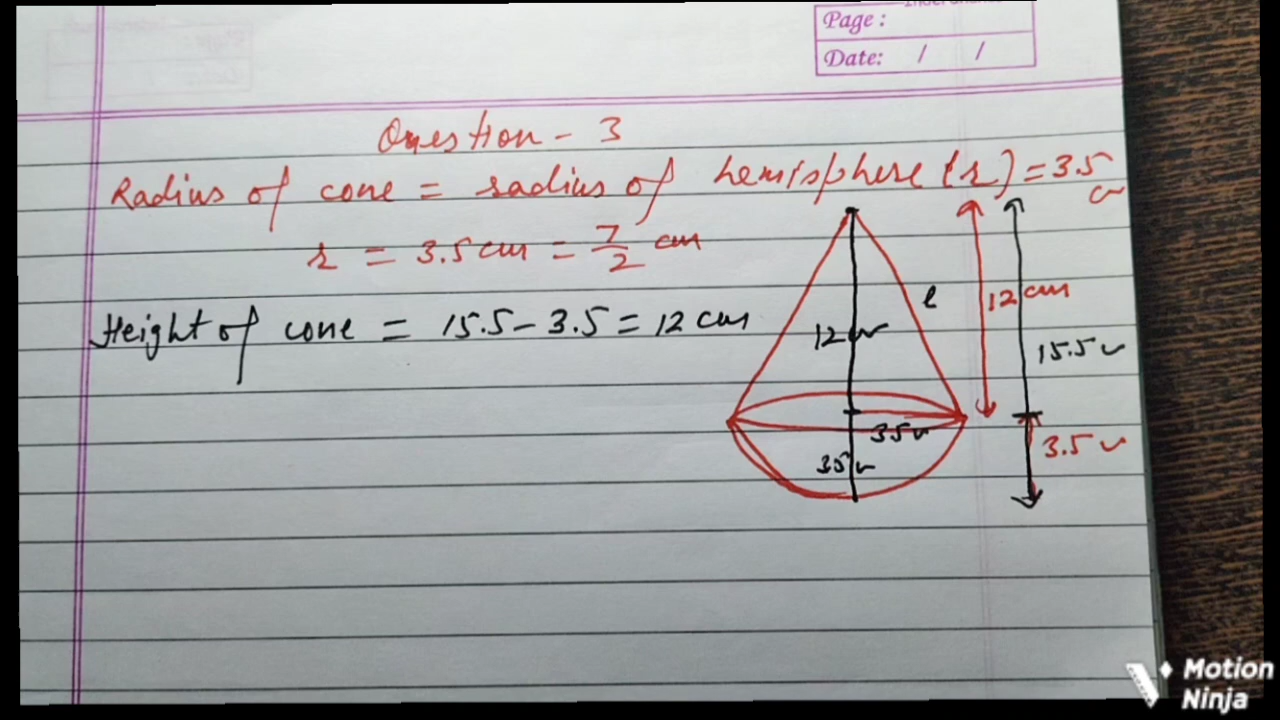 Page :
Date: / /
Question - 3
Radius of cone = radius of hemisphere (r) = 3.5
cm
r = 3.5 cm = 7/2 cm
Height of cone = 15.5 - 3.5 = 12 cm
l
12 cm
12 cm
15.5 cm
3.5 cm
3.5 cm
3.5 cm
Motion
Ninja